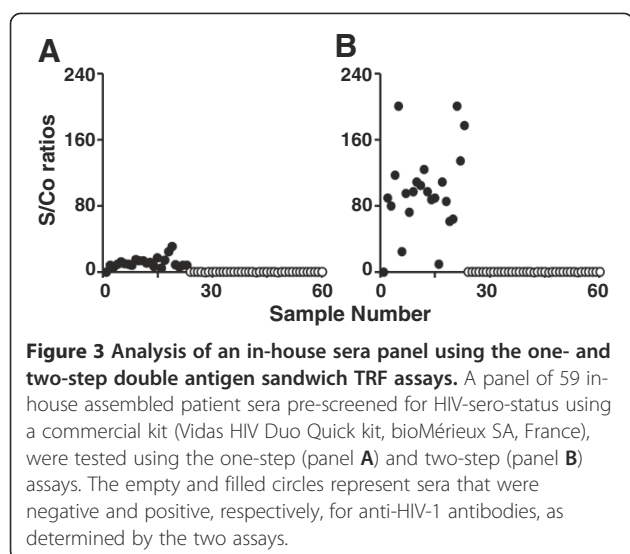 A
B
240
240
160
160
80
80
0
0
S/Co ratios
0
30
60
0
30
60
Sample Number
Figure 3 Analysis of an in-house sera panel using the one- and
two-step double antigen sandwich TRF assays. A panel of 59 in-
house assembled patient sera pre-screened for HIV-sero-status using
a commercial kit (Vidas HIV Duo Quick kit, bioMérieux SA, France),
were tested using the one-step (panel A) and two-step (panel B)
assays. The empty and filled circles represent sera that were
negative and positive, respectively, for anti-HIV-1 antibodies, as
determined by the two assays.